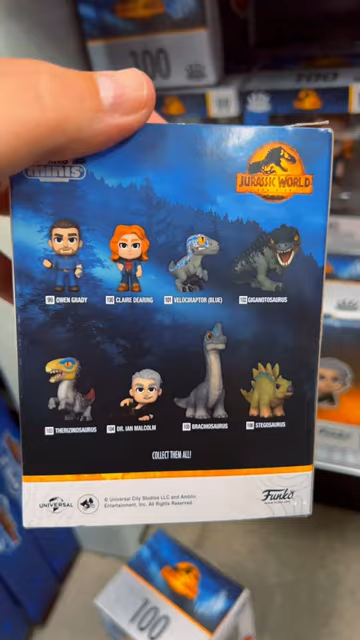 100
minis
JURASSIC WORLD
OWEN GRADY
CLAIRE DEARING
VELOCIRAPTOR (BLUE)
GIGANOTOSAURUS
THERIZINOSAURUS
DR. IAN MALCOLM
BRACHIOSAURUS
STEGOSAURUS
COLLECT THEM ALL!
UNIVERSAL
© Universal City Studios LLC and Amblin
Entertainment, Inc. All Rights Reserved.
Funko
100